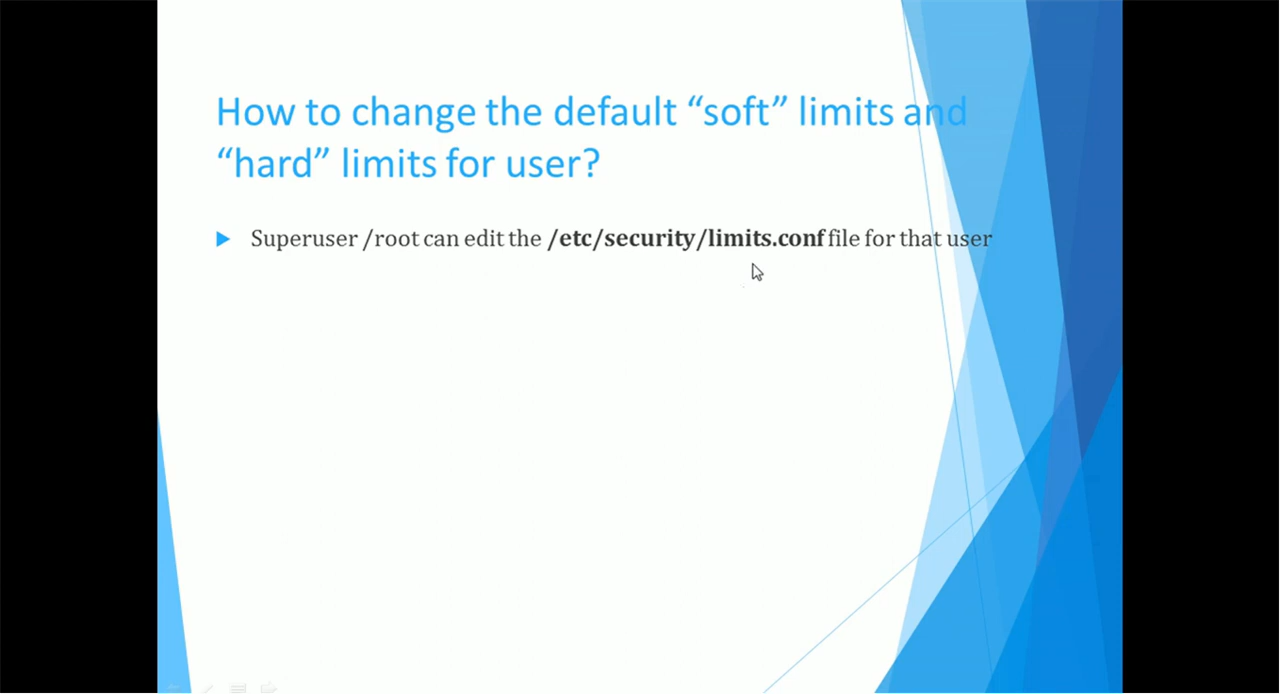 How to change the default “soft” limits and
“hard” limits for user?
Superuser /root can edit the /etc/security/limits.conf file for that user